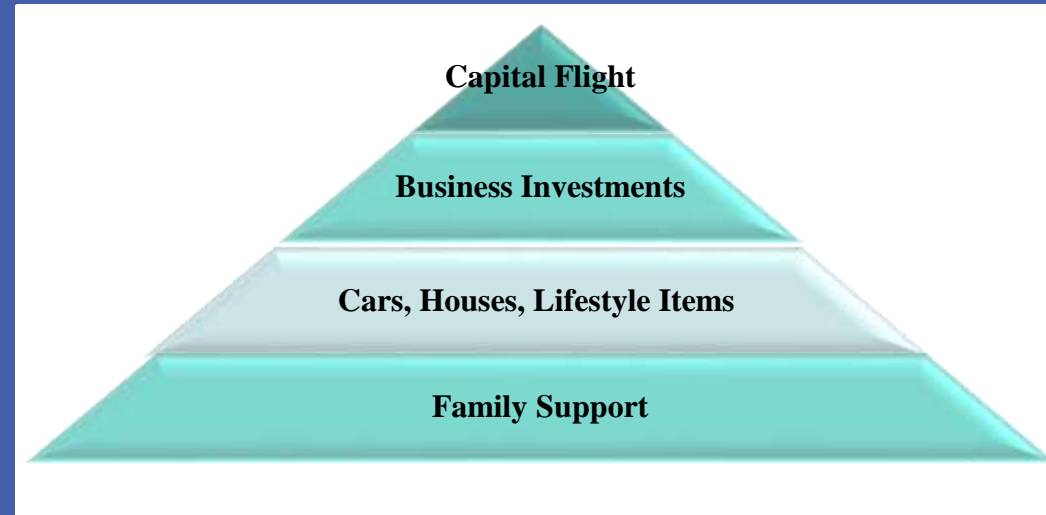 Capital Flight
Business Investments
Cars, Houses, Lifestyle Items
Family Support